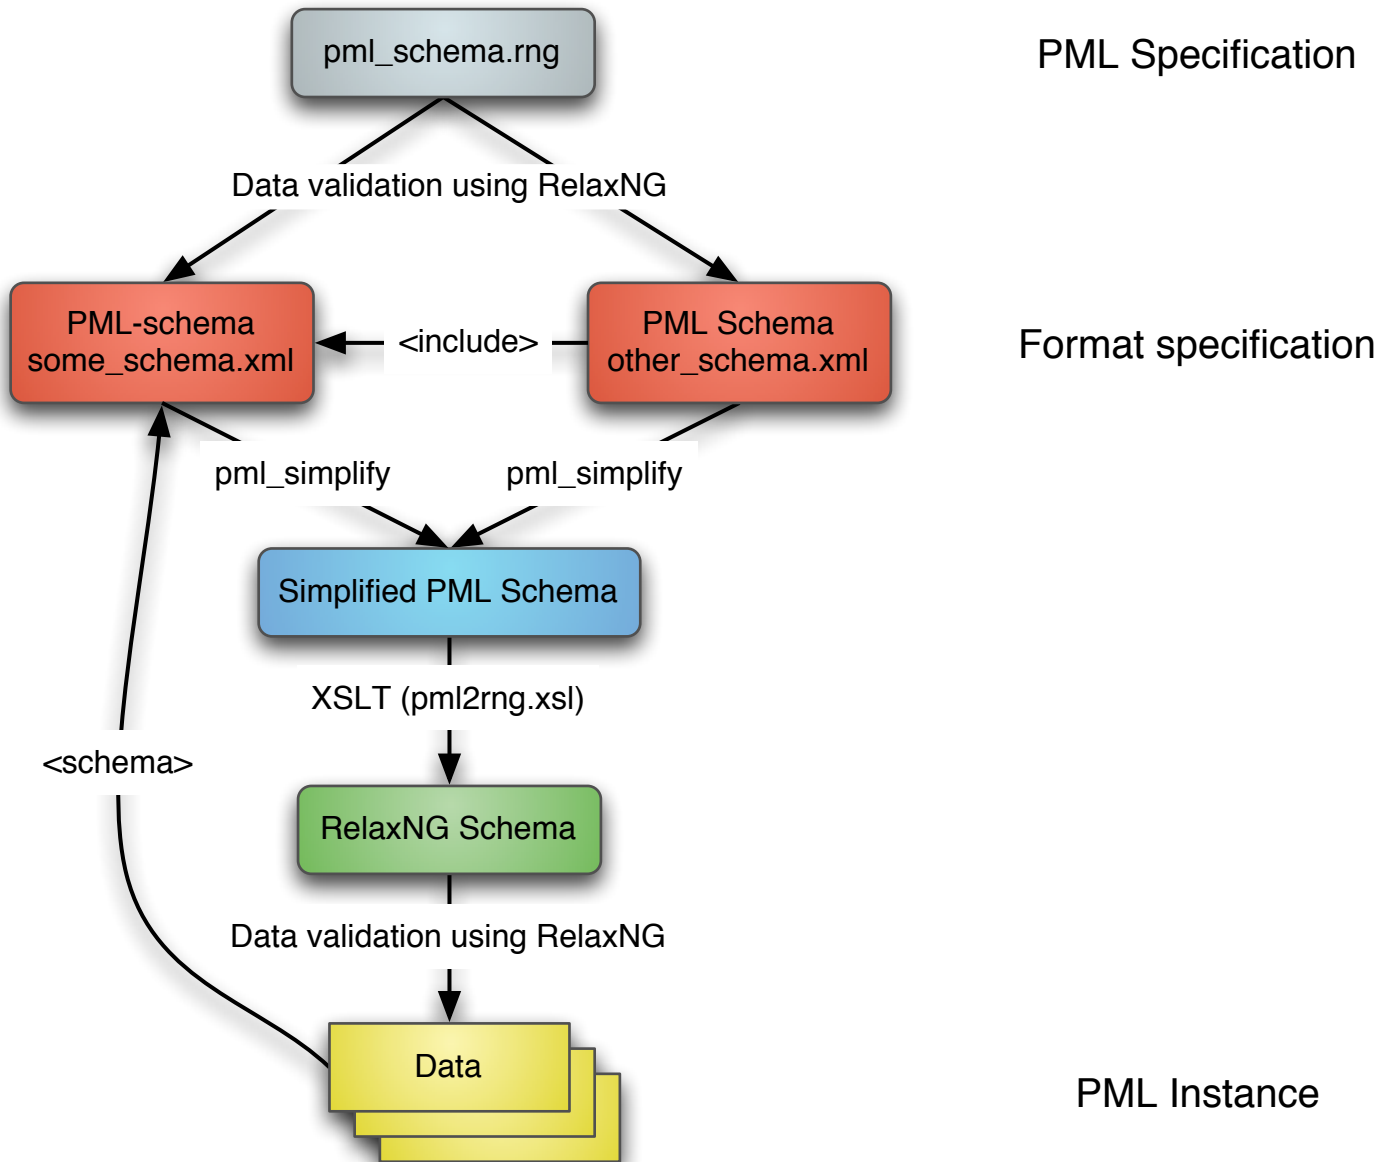 pml_schema.rng
PML Specification
Data validation using RelaxNG
PML-schema
some_schema.xml
<include>
PML Schema
other_schema.xml
Format specification
pml_simplify
pml_simplify
Simplified PML Schema
XSLT (pml2rng.xsl)
<schema>
RelaxNG Schema
Data validation using RelaxNG
Data
PML Instance